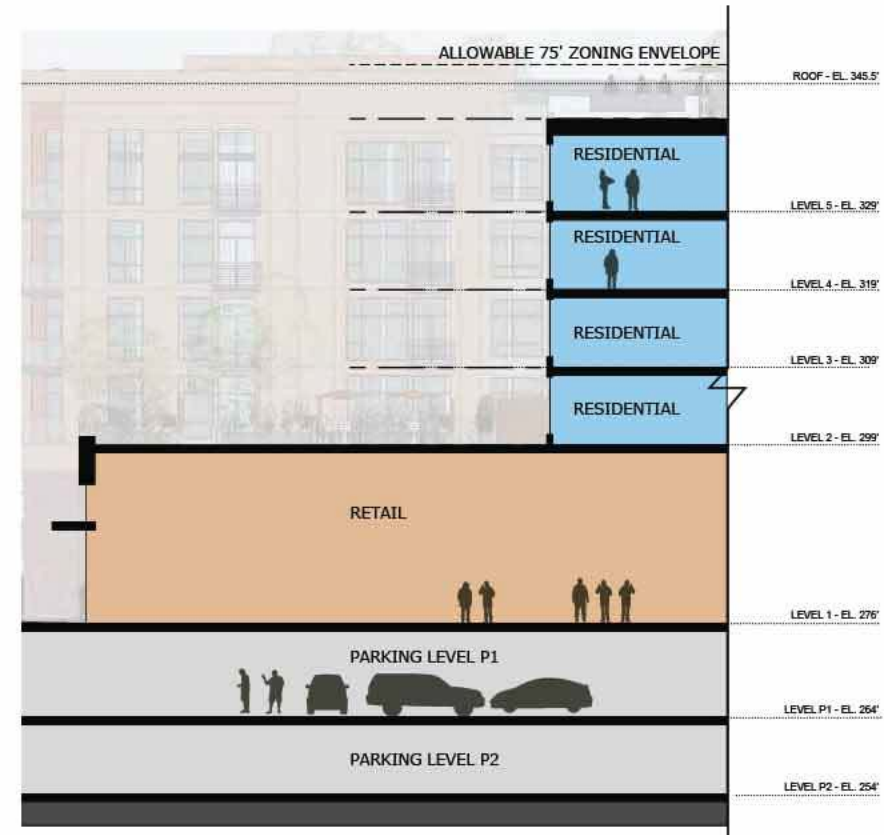 ALLOWABLE 75' ZONING ENVELOPE
ROOF - EL. 345.5'
RESIDENTIAL
LEVEL 5 - EL. 329'
RESIDENTIAL
LEVEL 4 - EL. 319'
RESIDENTIAL
LEVEL 3 - EL. 309'
RESIDENTIAL
LEVEL 2 - EL. 299'
RETAIL
LEVEL 1 - EL. 276'
PARKING LEVEL P1
LEVEL P1 - EL. 264'
PARKING LEVEL P2
LEVEL P2 - EL. 254'